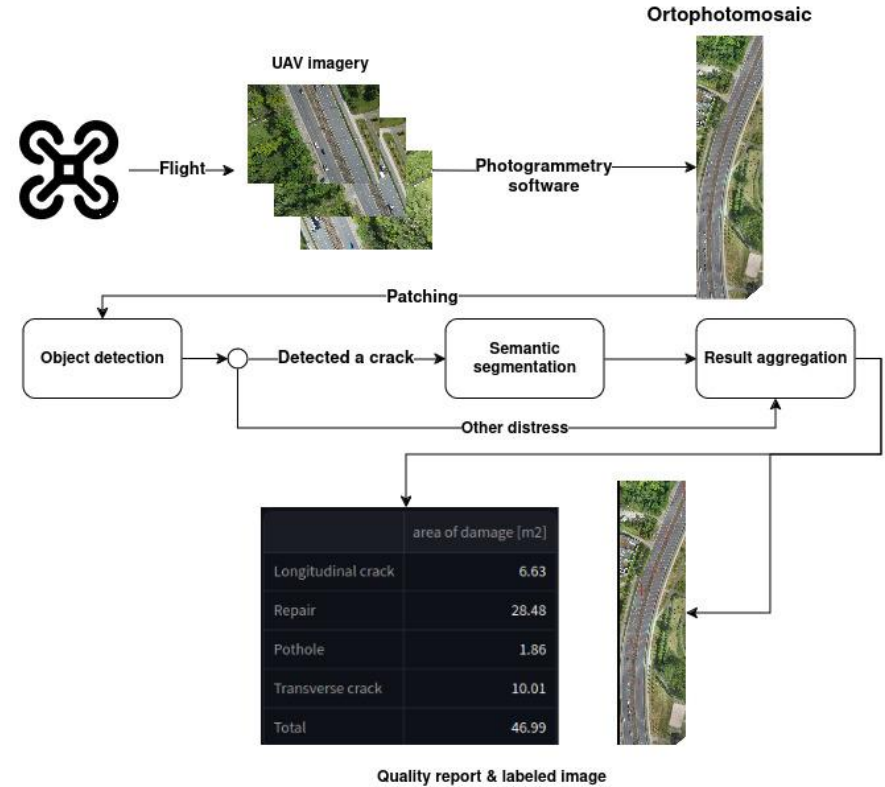 Ortophotomosaic
UAV imagery
Flight
Photogrammetry
software
Patching
Object detection
Detected a crack
Semantic
segmentation
Result aggregation
Other distress
area of damage [m2]
Longitudinal crack 6.63
Repair 28.48
Pothole 1.86
Transverse crack 10.01
Total 46.99
Quality report & labeled image